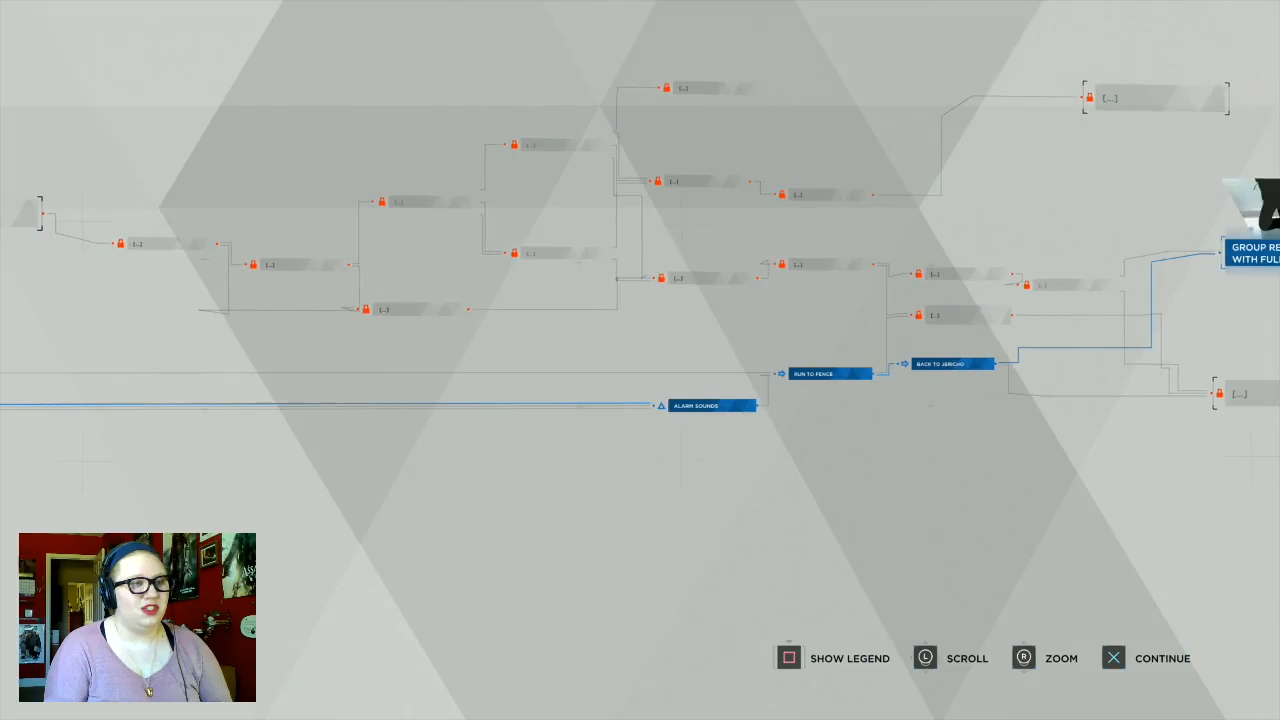 [...]
[...]
[...]
[...]
[...]
[...]
[...]
[...]
[...]
[...]
[...]
[...]
[...]
[...]
GROUP RE
WITH FUL
[...]
[...]
BACK TO JERICHO
RUN TO FENCE
[...]
ALARM SOUNDS
SHOW LEGEND
L
SCROLL
R
ZOOM
CONTINUE